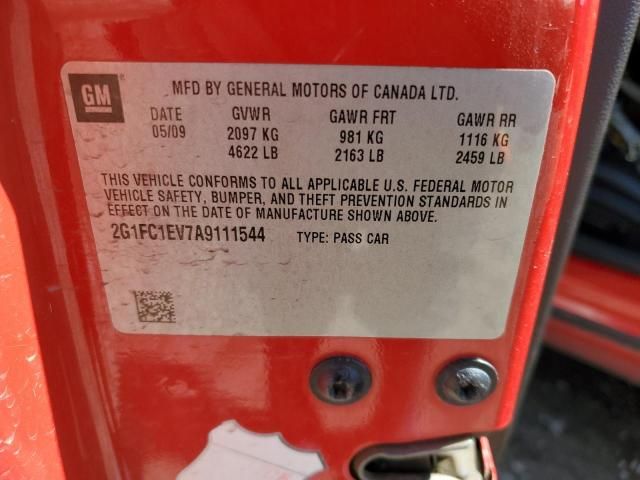 GM
MFD BY GENERAL MOTORS OF CANADA LTD.
DATE GVWR GAWR FRT GAWR RR
05/09 2097 KG 981 KG 1116 KG
4622 LB 2163 LB 2459 LB
THIS VEHICLE CONFORMS TO ALL APPLICABLE U.S. FEDERAL MOTOR
VEHICLE SAFETY, BUMPER, AND THEFT PREVENTION STANDARDS IN
EFFECT ON THE DATE OF MANUFACTURE SHOWN ABOVE.
2G1FC1EV7A9111544 TYPE: PASS CAR